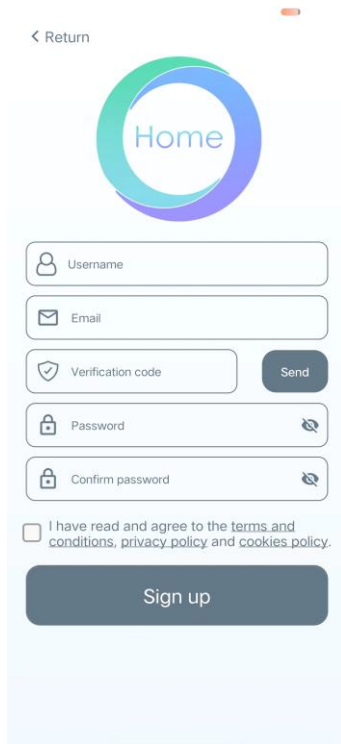 Return
Home
Username
Email
Verification code
Send
Password
Confirm password
I have read and agree to the terms and
conditions, privacy policy and cookies policy.
Sign up